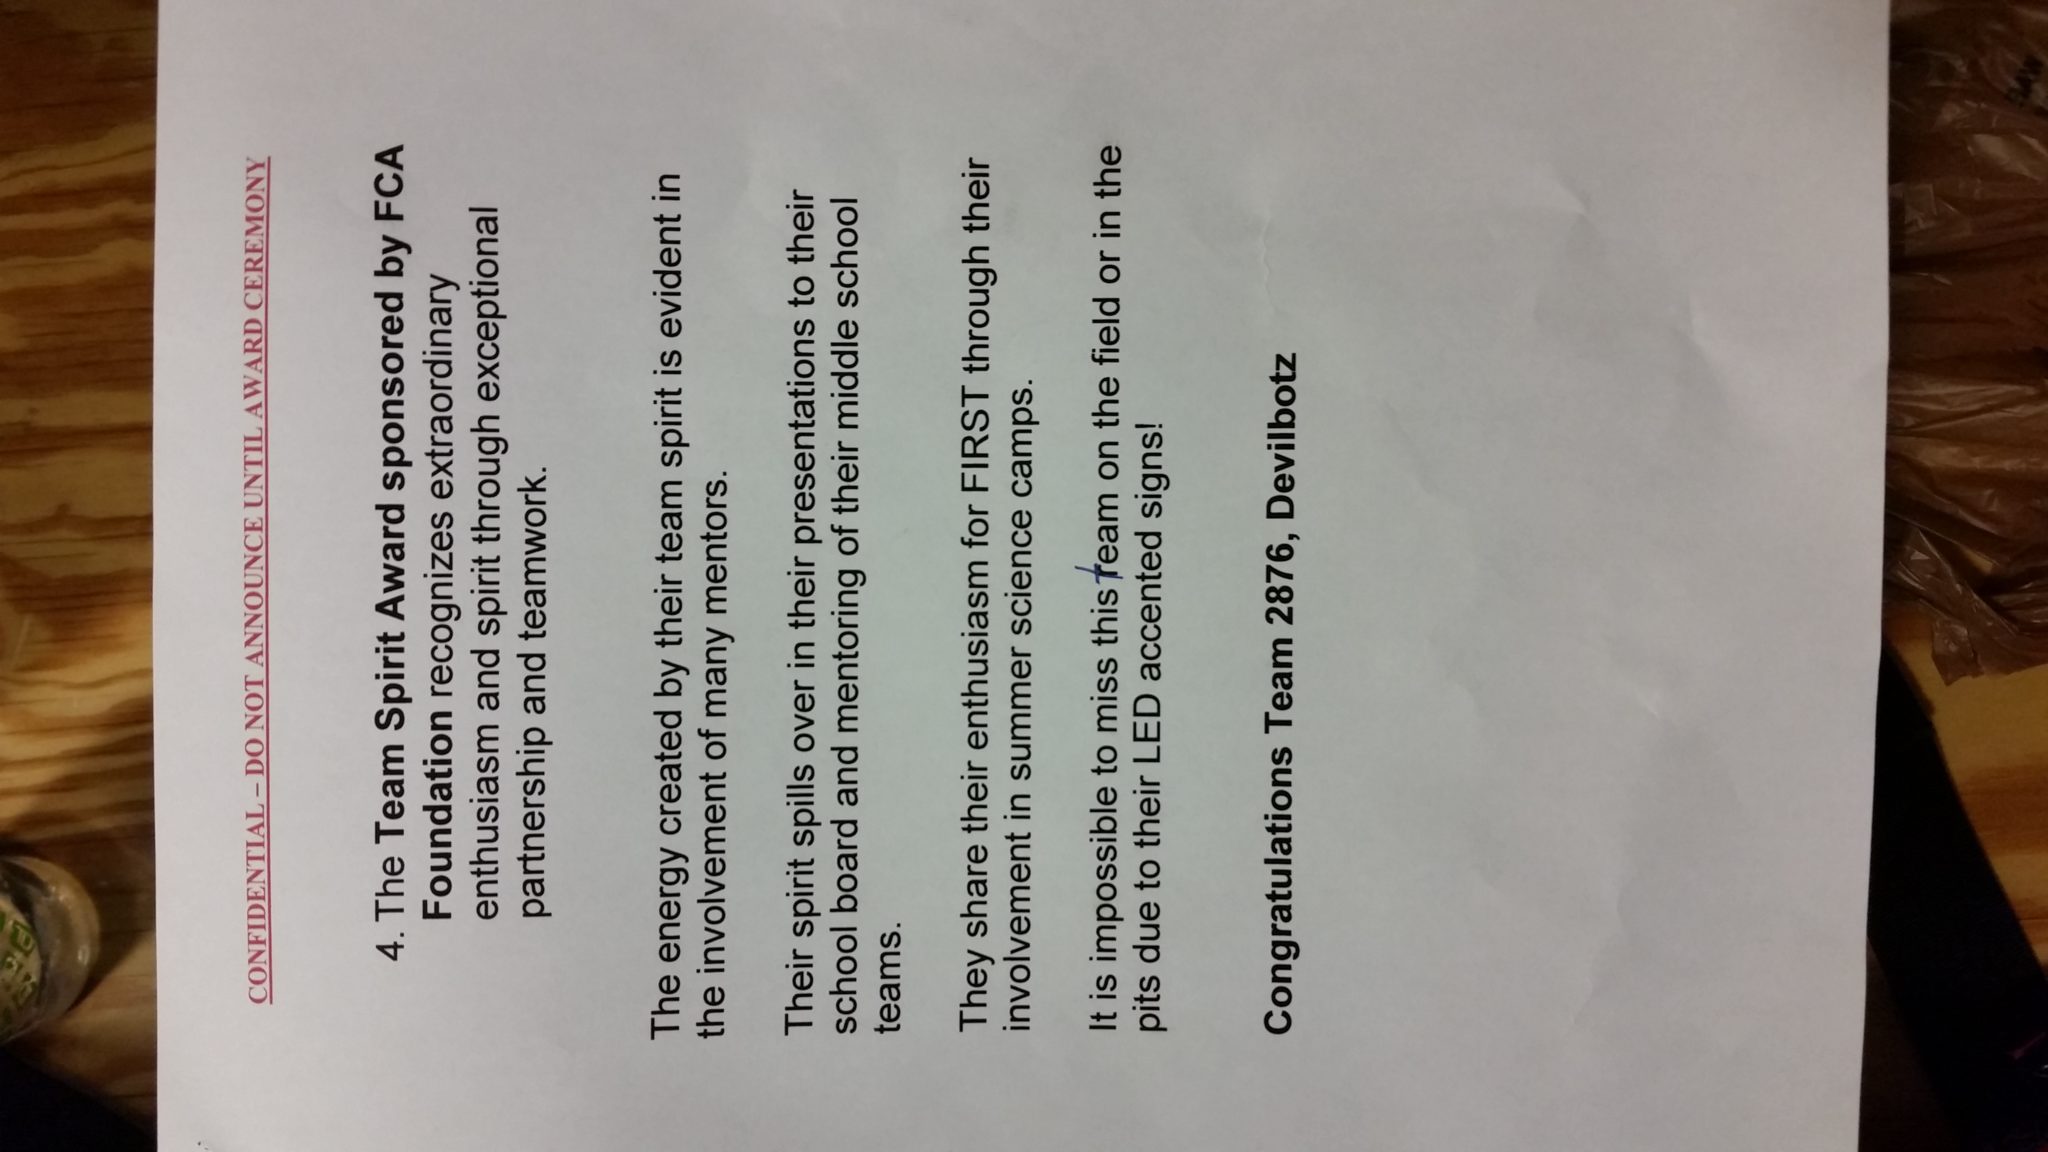 CONFIDENTIAL – DO NOT ANNOUNCE UNTIL AWARD CEREMONY
4. The Team Spirit Award sponsored by FCA
Foundation recognizes extraordinary
enthusiasm and spirit through exceptional
partnership and teamwork.
The energy created by their team spirit is evident in
the involvement of many mentors.
Their spirit spills over in their presentations to their
school board and mentoring of their middle school
teams.
They share their enthusiasm for FIRST through their
involvement in summer science camps.
It is impossible to miss this team on the field or in the
pits due to their LED accented signs!
Congratulations Team 2876, Devilbotz